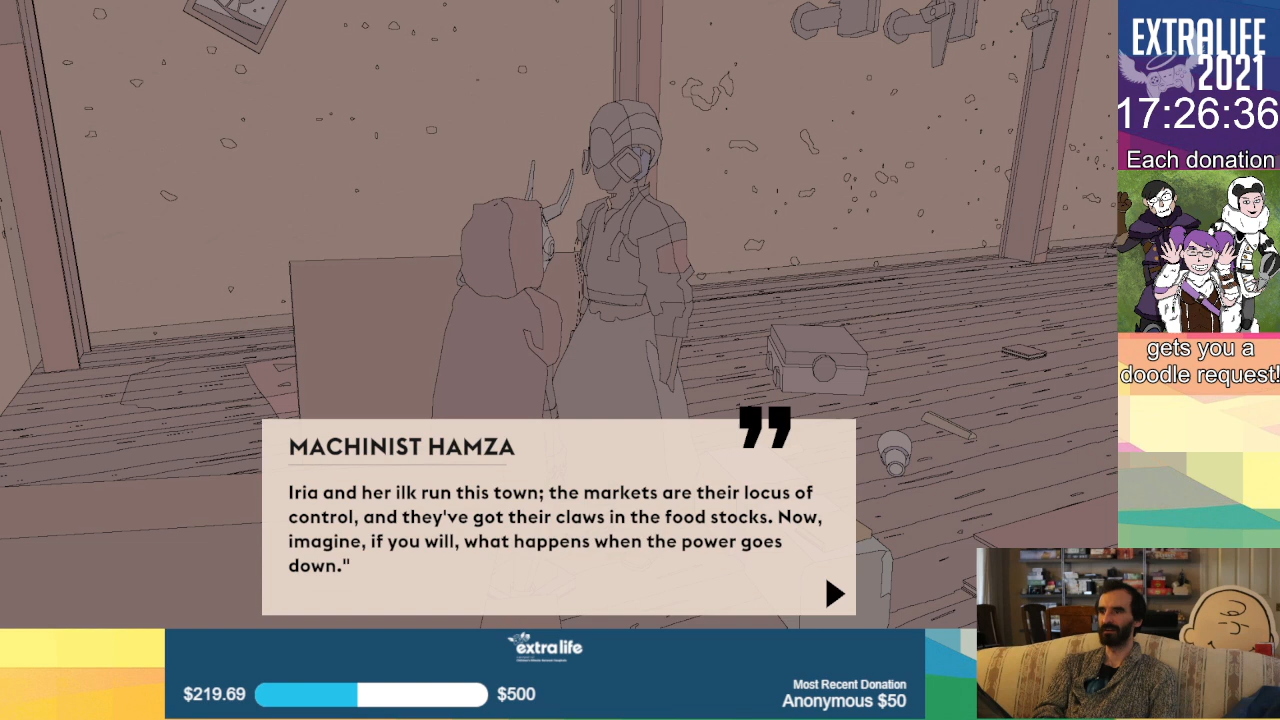 EXTRALIFE
2021
17:26:36
Each donation
gets you a
doodle request!
”
MACHINIST HAMZA
Iria and her ilk run this town; the markets are their locus of
control, and they've got their claws in the food stocks. Now,
imagine, if you will, what happens when the power goes
down."
extralife
$219.69
$500
Most Recent Donation
Anonymous $50